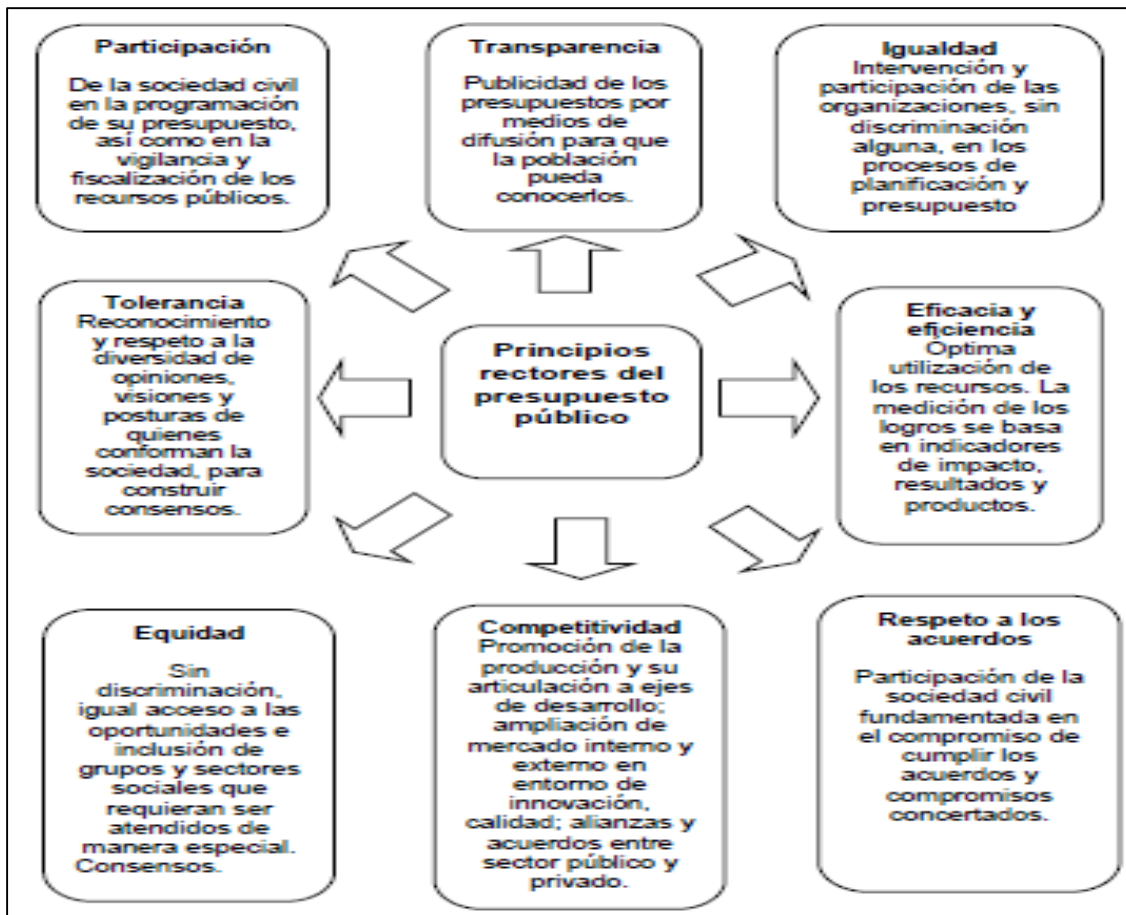 Participación
De la sociedad civil
en la programación
de su presupuesto,
así como en la
vigilancia y
fiscalización de los
recursos públicos.
Transparencia
Publicidad de los
presupuestos por
medios de
difusión para que
la población
pueda
conocerlos.
Igualdad
Intervención y
participación de las
organizaciones, sin
discriminación
alguna, en los
procesos de
planificación y
presupuesto
Tolerancia
Reconocimiento
y respeto a la
diversidad de
opiniones,
visiones y
posturas de
quienes
conforman la
sociedad, para
construir
consensos.
Principios
rectores del
presupuesto
público
Eficacia y
eficiencia
Óptima
utilización de
los recursos. La
medición de los
logros se basa
en indicadores
de impacto,
resultados y
productos.
Equidad
Sin
discriminación,
igual acceso a las
oportunidades e
inclusión de
grupos y sectores
sociales que
requieran ser
atendidos de
manera especial.
Consensos.
Competitividad
Promoción de la
producción y su
articulación a ejes
de desarrollo;
ampliación de
mercado interno y
externo en
entorno de
innovación,
calidad; alianzas y
acuerdos entre
sector público y
privado.
Respeto a los
acuerdos
Participación de la
sociedad civil
fundamentada en
el compromiso de
cumplir los
acuerdos y
compromisos
concertados.